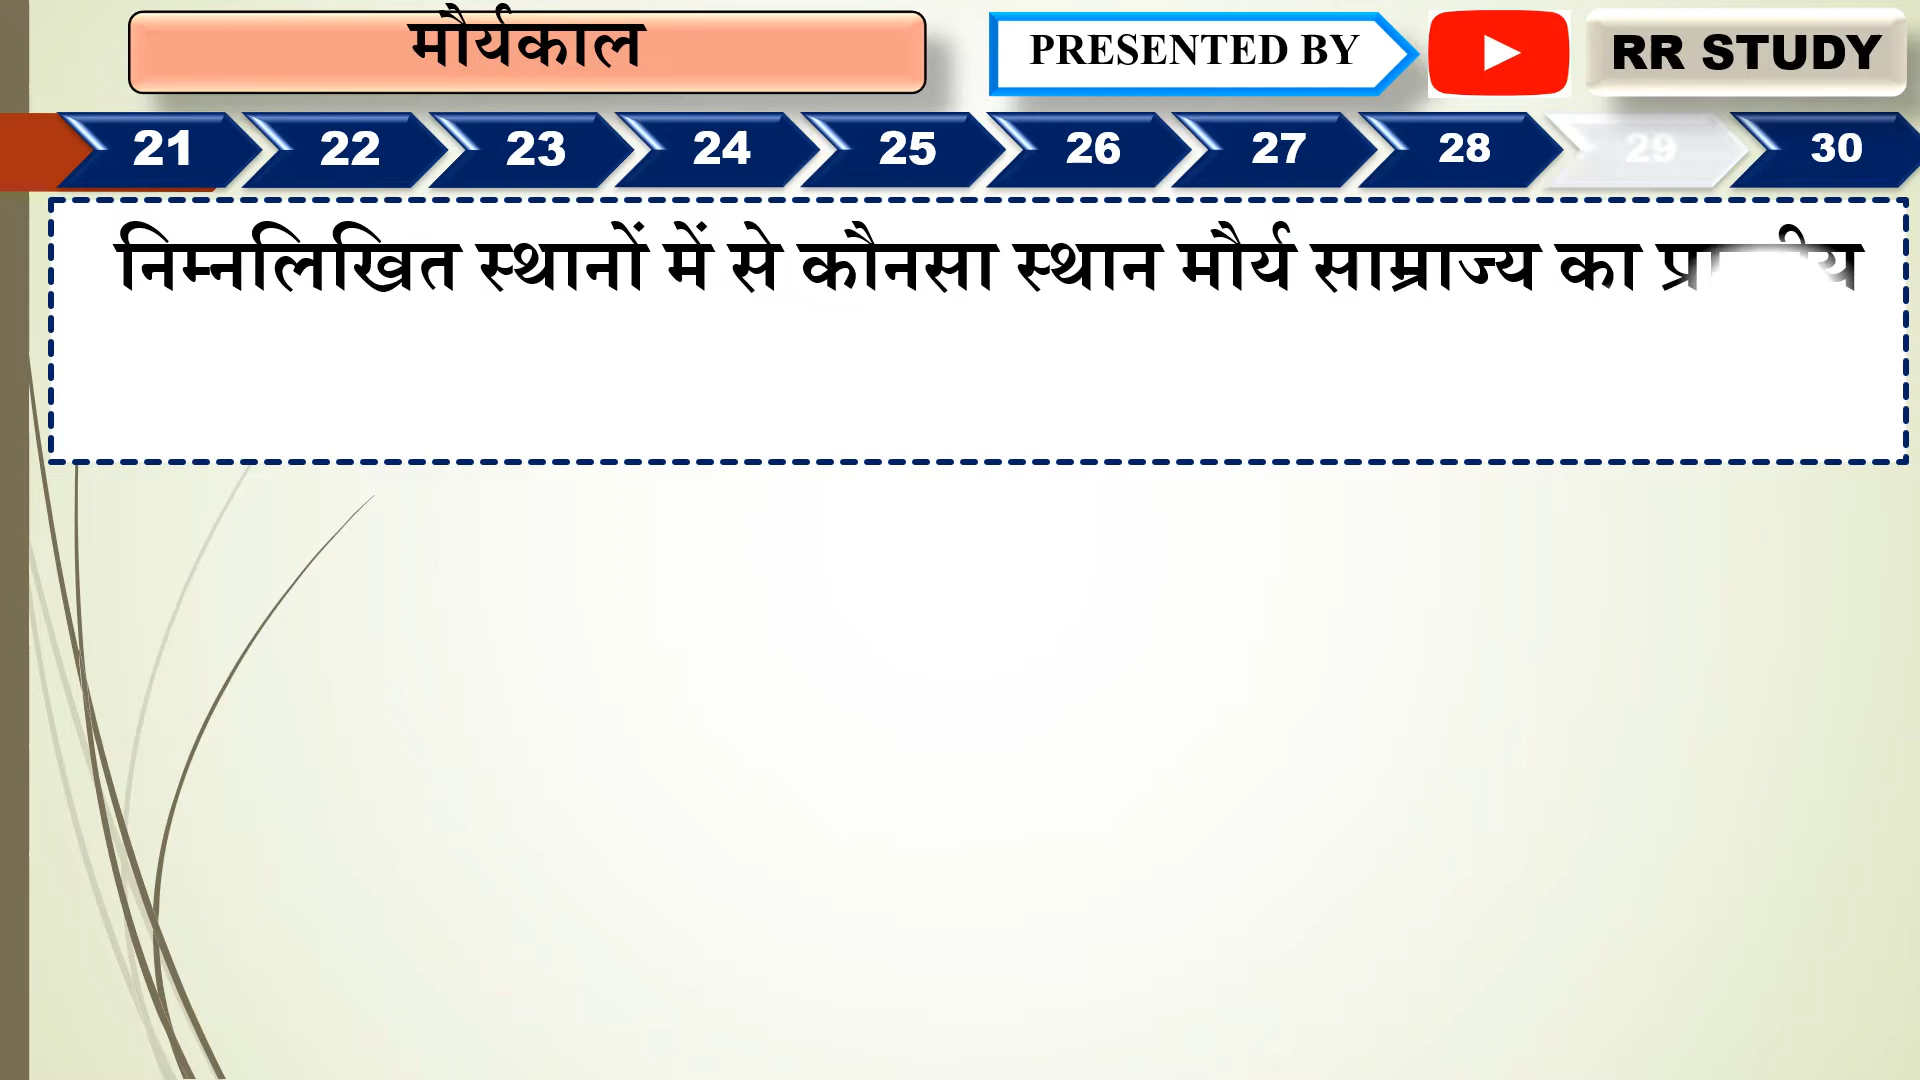 मौर्यकाल
PRESENTED BY
RR STUDY
21 22 23 24 25 26 27 28 29 30
निम्नलिखित स्थानों में से कौनसा स्थान मौर्य साम्राज्य का